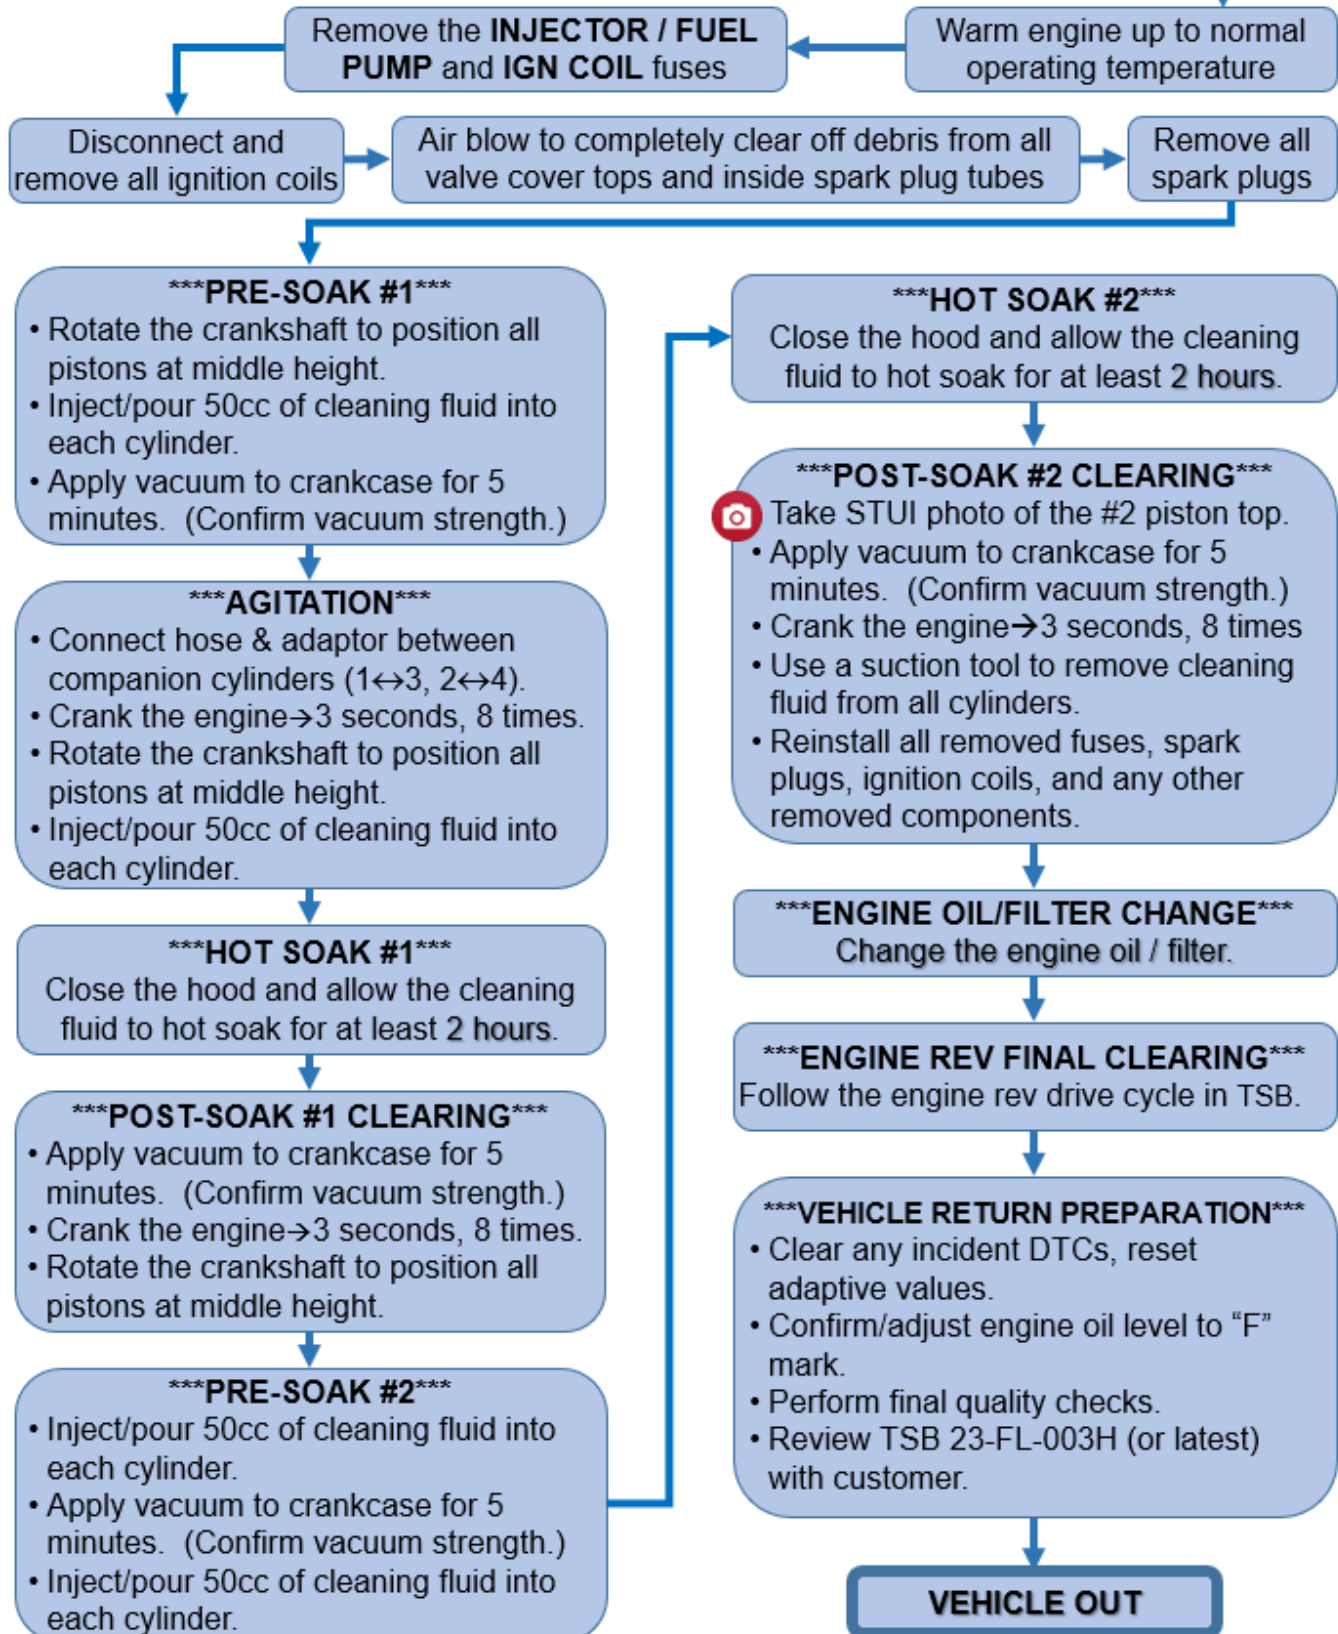 Warm engine up to normal
operating temperature
Remove the INJECTOR / FUEL
PUMP and IGN COIL fuses
Disconnect and
remove all ignition coils
Air blow to completely clear off debris from all
valve cover tops and inside spark plug tubes
Remove all
spark plugs
***PRE-SOAK #1***
• Rotate the crankshaft to position all
pistons at middle height.
• Inject/pour 50cc of cleaning fluid into
each cylinder.
• Apply vacuum to crankcase for 5
minutes.  (Confirm vacuum strength.)
***AGITATION***
• Connect hose & adaptor between
companion cylinders (1↔3, 2↔4).
• Crank the engine→3 seconds, 8 times.
• Rotate the crankshaft to position all
pistons at middle height.
• Inject/pour 50cc of cleaning fluid into
each cylinder.
***HOT SOAK #1***
Close the hood and allow the cleaning
fluid to hot soak for at least 2 hours.
***POST-SOAK #1 CLEARING***
• Apply vacuum to crankcase for 5
minutes.  (Confirm vacuum strength.)
• Crank the engine→3 seconds, 8 times.
• Rotate the crankshaft to position all
pistons at middle height.
***PRE-SOAK #2***
• Inject/pour 50cc of cleaning fluid into
each cylinder.
• Apply vacuum to crankcase for 5
minutes.  (Confirm vacuum strength.)
• Inject/pour 50cc of cleaning fluid into
each cylinder.
***HOT SOAK #2***
Close the hood and allow the cleaning
fluid to hot soak for at least 2 hours.
***POST-SOAK #2 CLEARING***
Take STUI photo of the #2 piston top.
• Apply vacuum to crankcase for 5
minutes.  (Confirm vacuum strength.)
• Crank the engine→3 seconds, 8 times
• Use a suction tool to remove cleaning
fluid from all cylinders.
• Reinstall all removed fuses, spark
plugs, ignition coils, and any other
removed components.
***ENGINE OIL/FILTER CHANGE***
Change the engine oil / filter.
***ENGINE REV FINAL CLEARING***
Follow the engine rev drive cycle in TSB.
***VEHICLE RETURN PREPARATION***
• Clear any incident DTCs, reset
adaptive values.
• Confirm/adjust engine oil level to “F”
mark.
• Perform final quality checks.
• Review TSB 23-FL-003H (or latest)
with customer.
VEHICLE OUT